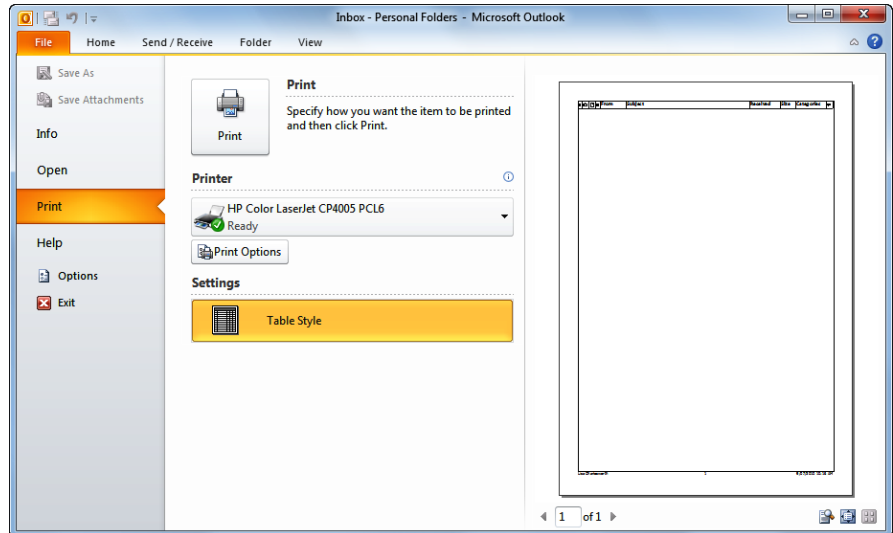 Inbox - Personal Folders - Microsoft Outlook
File Home Send / Receive Folder View
Save As
Save Attachments
Info
Open
Print
Help
Options
Exit
Print
Print
Specify how you want the item to be printed
and then click Print.
Printer
HP Color LaserJet CP4005 PCL6
Ready
Print Options
Settings
Table Style
From Subject Received Size Categories
1
1 of 1